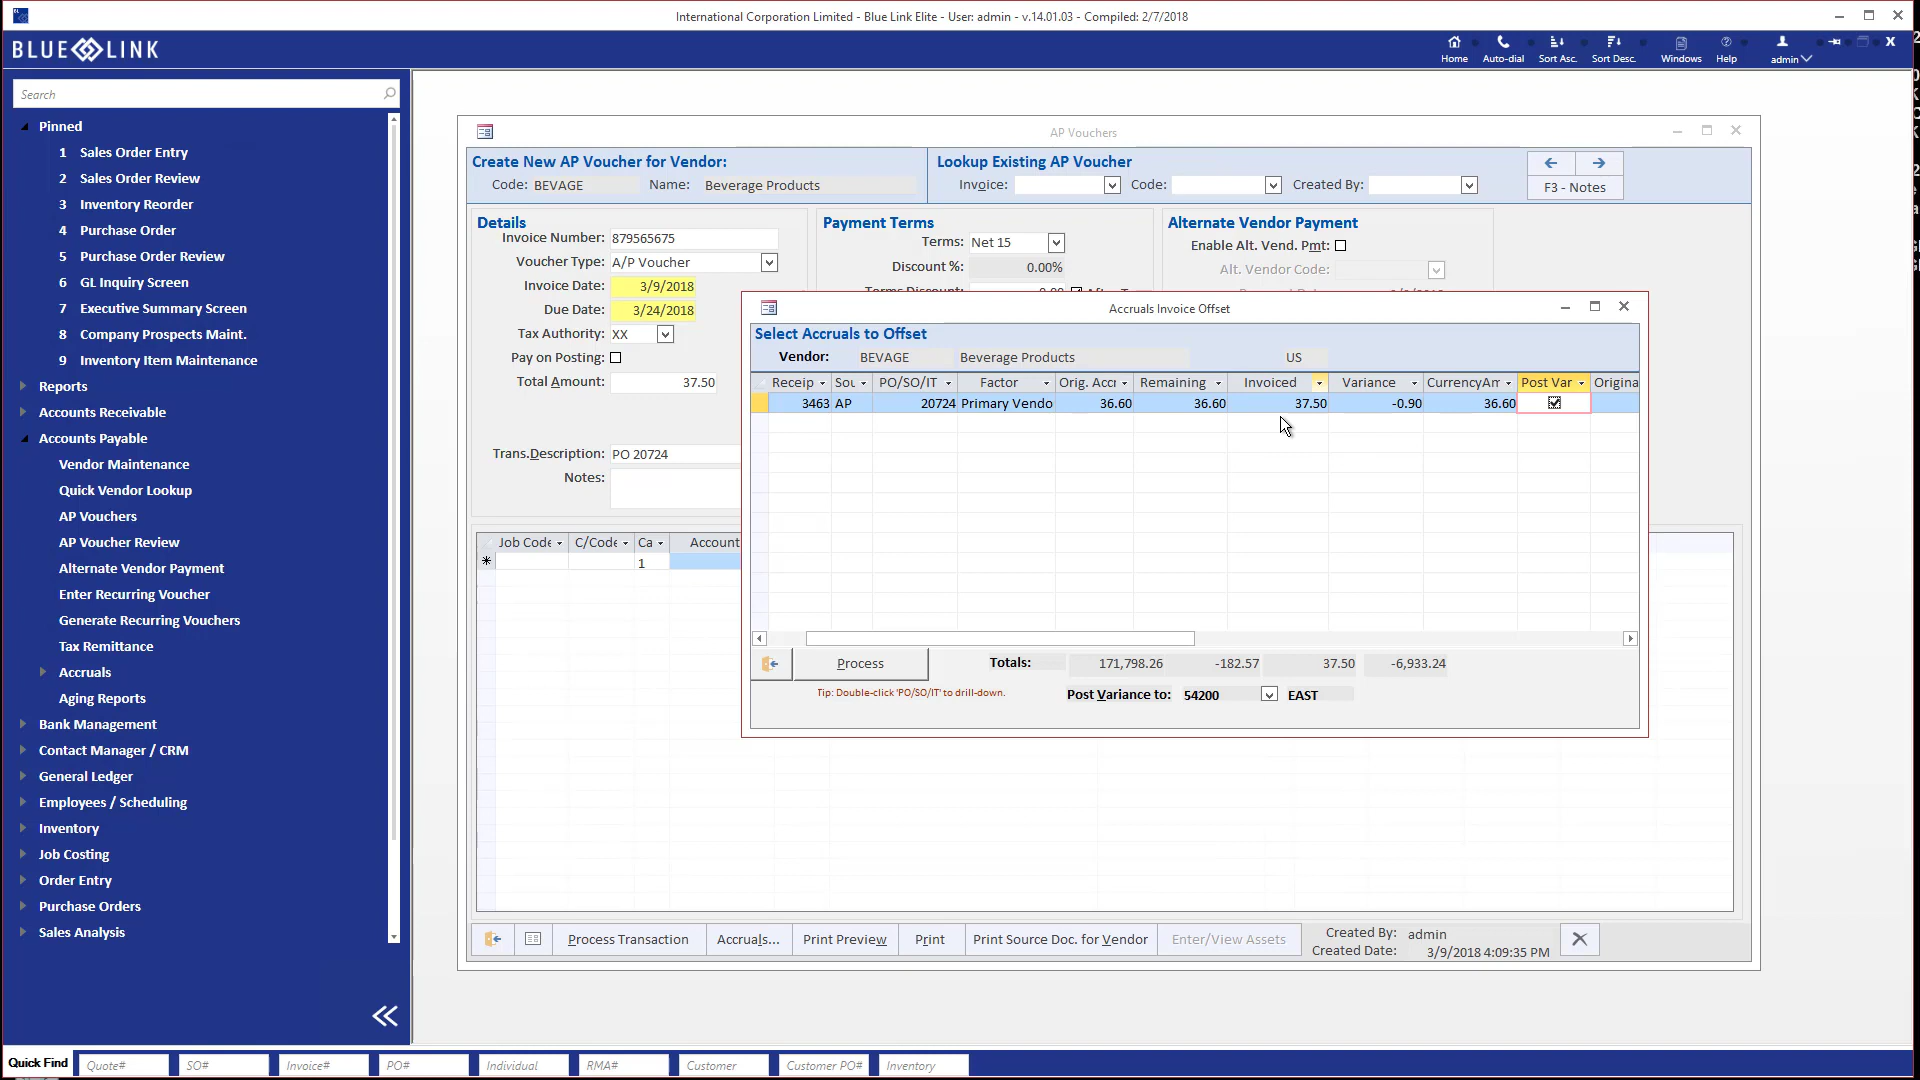 International Corporation Limited - Blue Link Elite - User: admin - v.14.01.03 - Compiled: 2/7/2018
BLUE LINK
Home Auto-dial Sort Asc. Sort Desc. Windows Help admin
Search
Pinned
1 Sales Order Entry
2 Sales Order Review
3 Inventory Reorder
4 Purchase Order
5 Purchase Order Review
6 GL Inquiry Screen
7 Executive Summary Screen
8 Company Prospects Maint.
9 Inventory Item Maintenance
Reports
Accounts Receivable
Accounts Payable
Vendor Maintenance
Quick Vendor Lookup
AP Vouchers
AP Voucher Review
Alternate Vendor Payment
Enter Recurring Voucher
Generate Recurring Vouchers
Tax Remittance
Accruals
Aging Reports
Bank Management
Contact Manager / CRM
General Ledger
Employees / Scheduling
Inventory
Job Costing
Order Entry
Purchase Orders
Sales Analysis
AP Vouchers
Create New AP Voucher for Vendor: Lookup Existing AP Voucher
Code: BEVAGE Name: Beverage Products Invoice: Code: Created By: F3 - Notes
Details Payment Terms Alternate Vendor Payment
Invoice Number: 879565675 Terms: Net 15 Enable Alt. Vend. Pmt:
Voucher Type: A/P Voucher Discount %: 0.00% Alt. Vendor Code:
Invoice Date: 3/9/2018
Due Date: 3/24/2018
Tax Authority: XX
Pay on Posting:
Total Amount: 37.50
Trans.Description: PO 20724
Notes:
Job Code C/Code Ca Account
1
Accruals Invoice Offset
Select Accruals to Offset
Vendor: BEVAGE Beverage Products US
Receip Sou PO/SO/IT Factor Orig. Accr Remaining Invoiced Variance CurrencyAm Post Var Origina
3463 AP 20724 Primary Vendo 36.60 36.60 37.50 -0.90 36.60
Process Totals: 171,798.26 -182.57 37.50 -6,933.24
Tip: Double-click 'PO/SO/IT' to drill-down. Post Variance to: 54200 EAST
Process Transaction Accruals... Print Preview Print Print Source Doc. for Vendor Enter/View Assets Created By: admin
Created Date: 3/9/2018 4:09:35 PM
Quick Find Quote# SO# Invoice# PO# Individual RMA# Customer Customer PO# Inventory